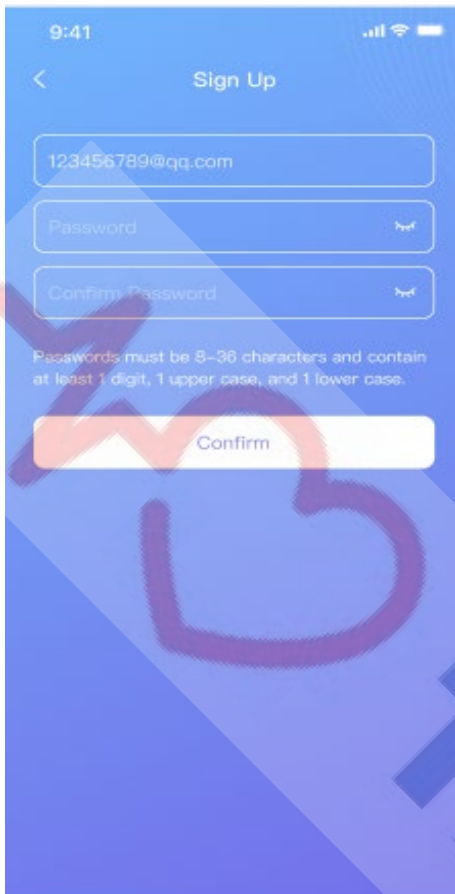 9:41
Sign Up
123456789@qq.com
Password
Confirm Password
Passwords must be 8-36 characters and contain
at least 1 digit, 1 upper case, and 1 lower case.
Confirm